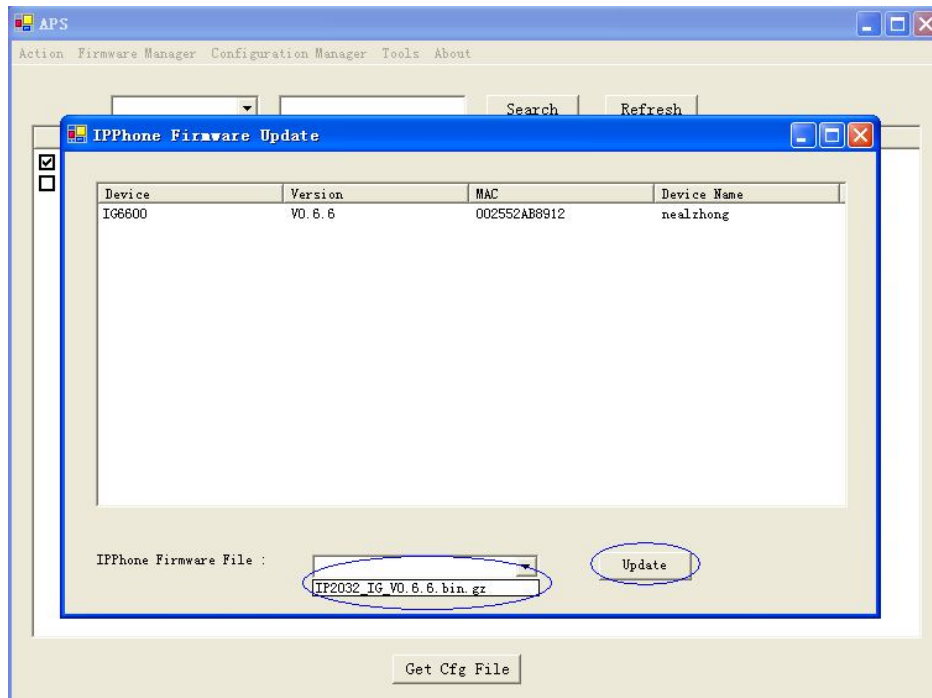 APS
Action Firmware Manager Configuration Manager Tools About
Search Refresh
IPPhone Firmware Update
Device Version MAC Device Name
IG6600 V0.6.6 002552AB8912 nealzhong
IPPhone Firmware File :
Update
IP2032_IG_V0.6.6.bin.gz
Get Cfg File